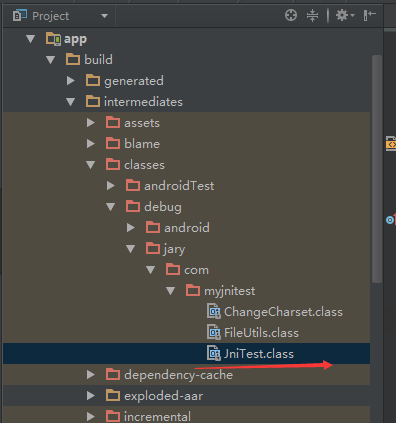 Project
app
build
generated
intermediates
assets
blame
classes
androidTest
debug
android
jary
com
myjnitest
ChangeCharset.class
FileUtils.class
JniTest.class
dependency-cache
exploded-aar
incremental